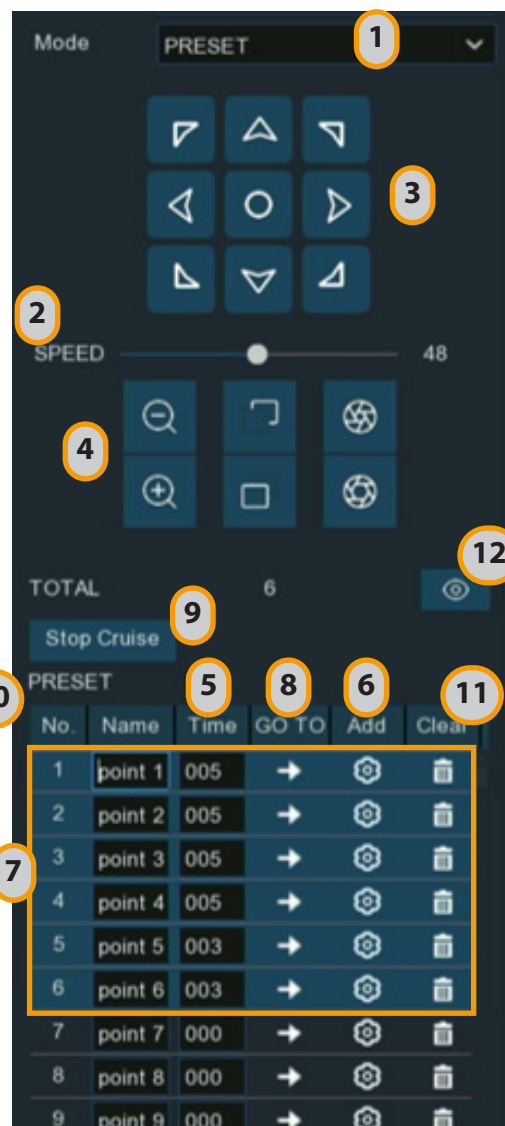 Mode PRESET 1
3
2
SPEED 48
4
12
TOTAL 6
9
Stop Cruise
0 PRESET 5 8 6 11
No. Name Time GO TO Add Clear
1 point 1 005
2 point 2 005
3 point 3 005
7
4 point 4 005
5 point 5 003
6 point 6 003
7 point 7 000
8 point 8 000
9 point 9 000